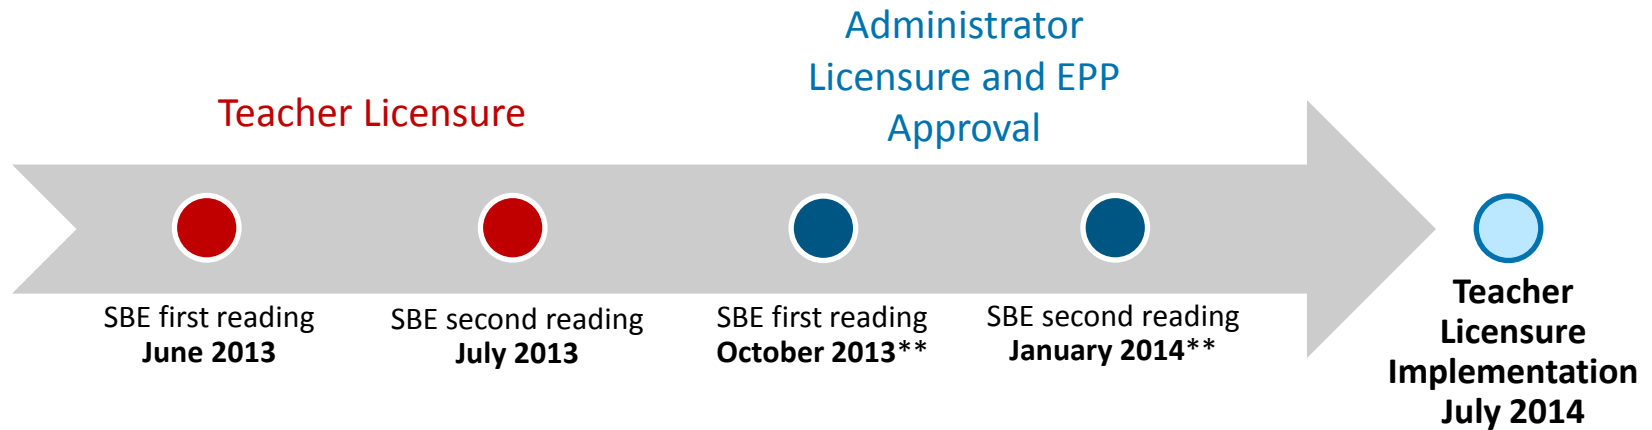 Teacher Licensure
Administrator
Licensure and EPP
Approval
SBE first reading
June 2013
SBE second reading
July 2013
SBE first reading
October 2013**
SBE second reading
January 2014**
Teacher
Licensure
Implementation
July 2014